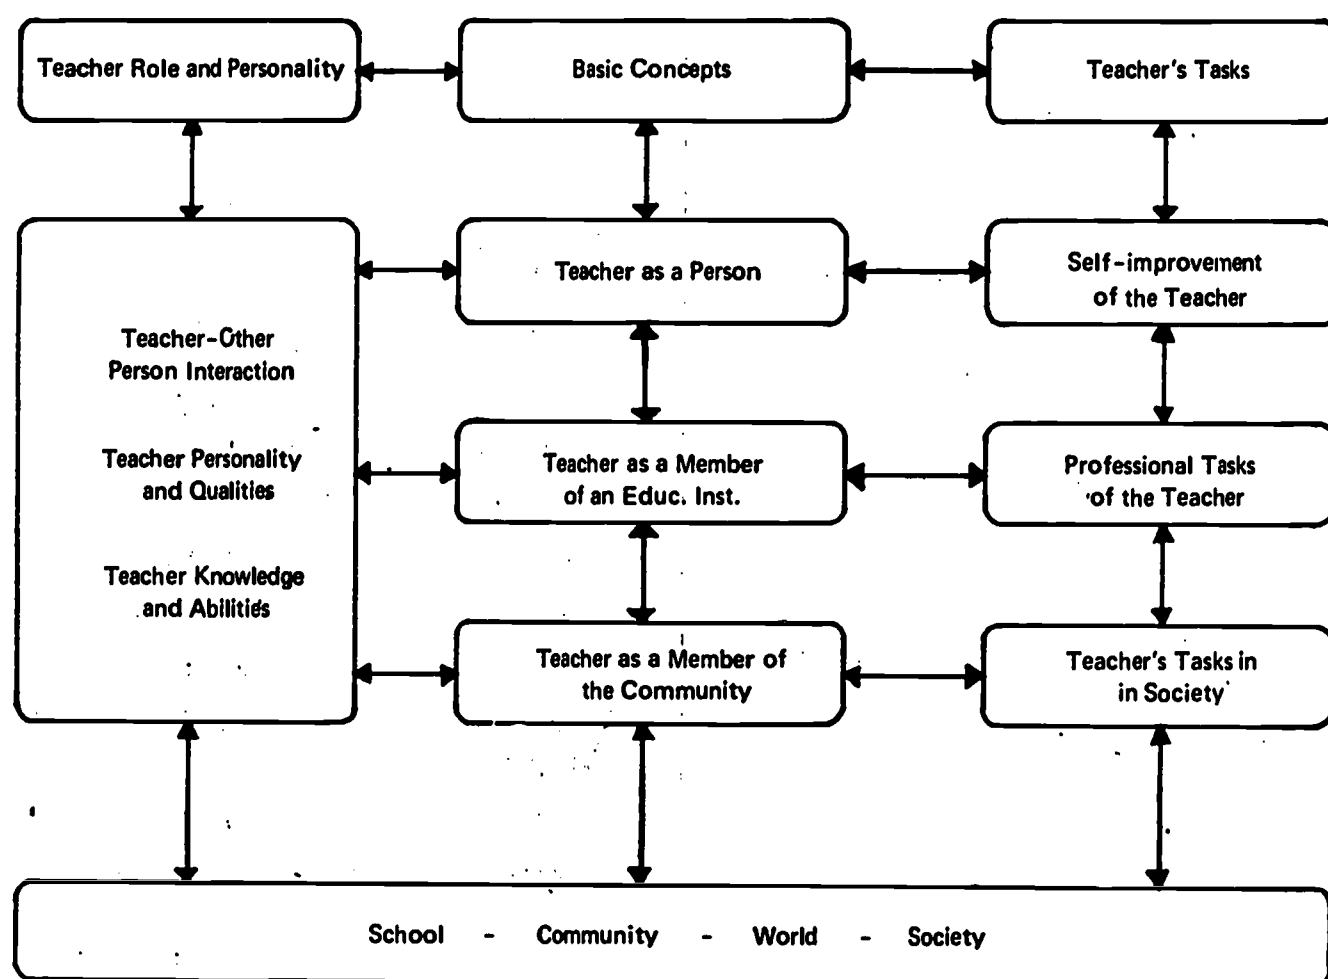 Teacher Role and Personality
Basic Concepts
Teacher's Tasks
Teacher-Other
Person Interaction
Teacher Personality
and Qualities
Teacher Knowledge
and Abilities
Teacher as a Person
Self-improvement
of the Teacher
Teacher as a Member
of an Educ. Inst.
Professional Tasks
of the Teacher
Teacher as a Member of
the Community
Teacher's Tasks in
in Society
School - Community - World - Society